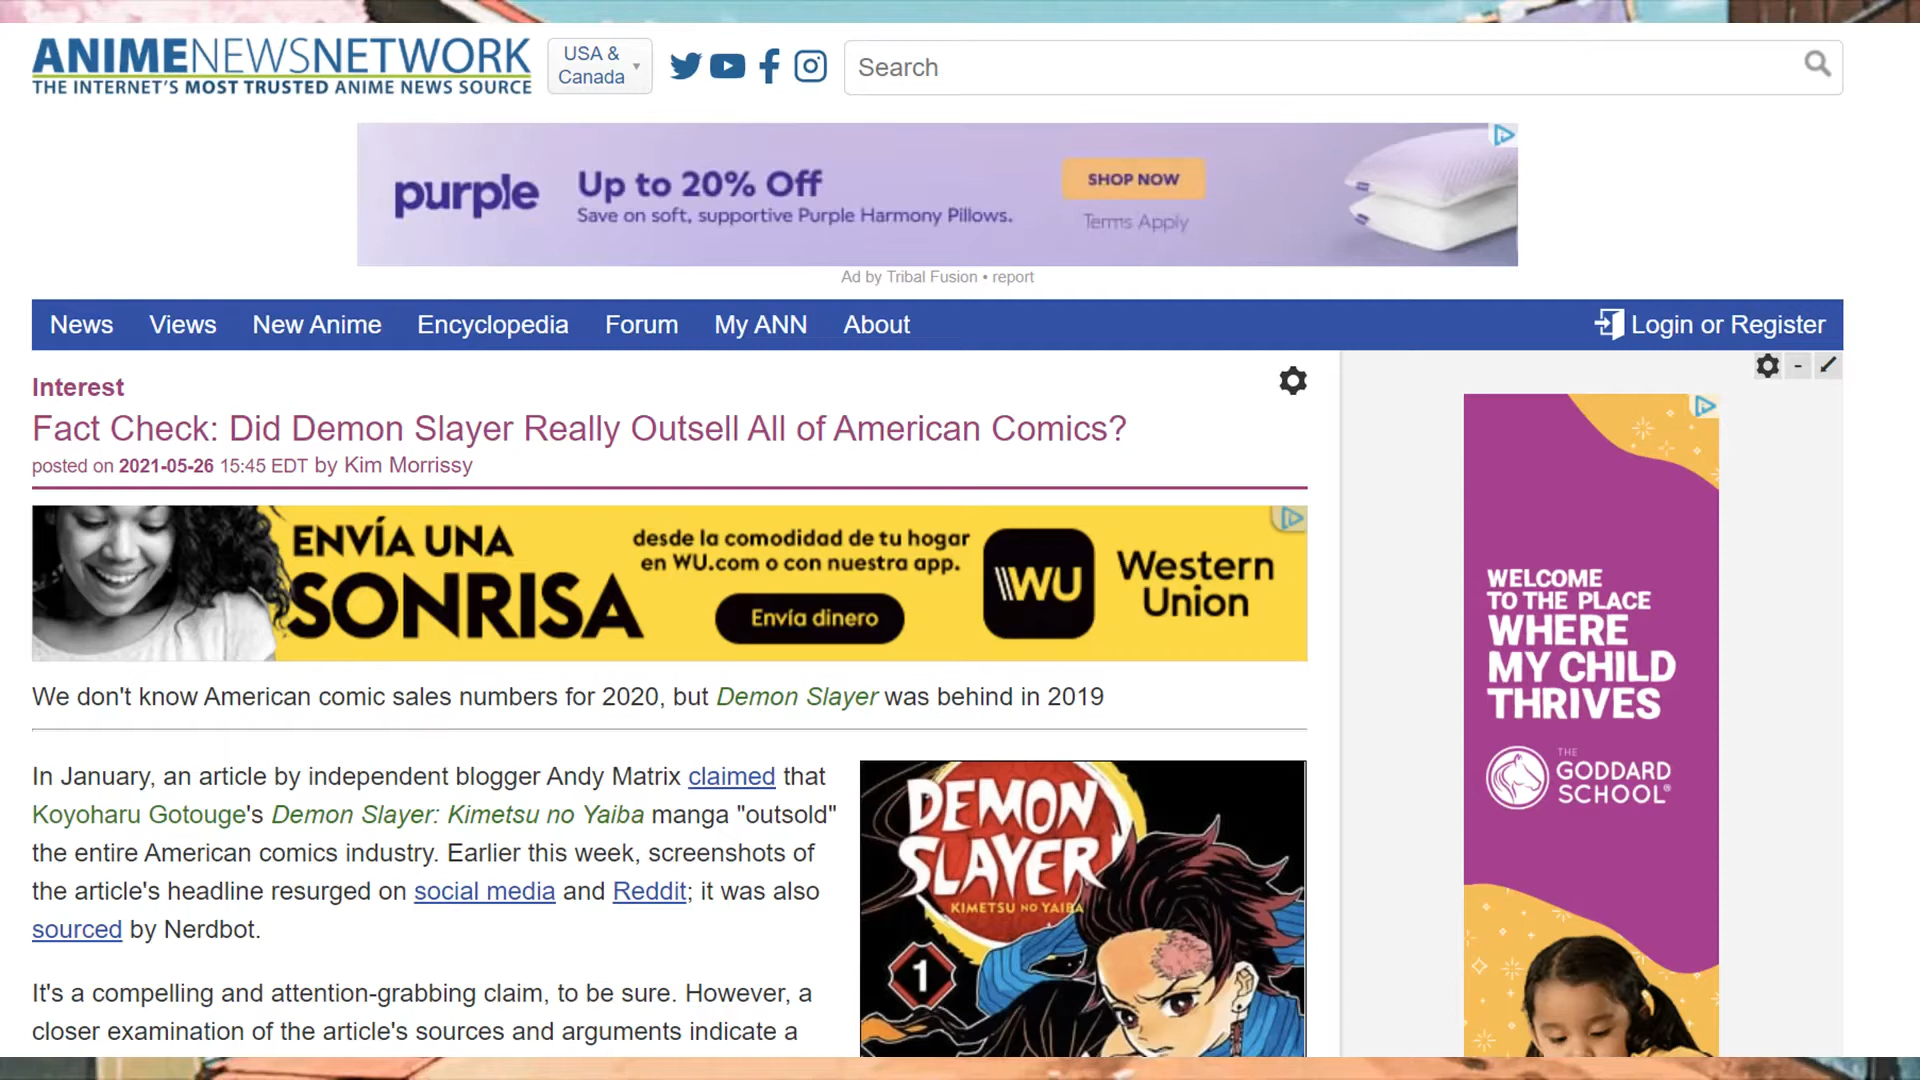 ANIMENEWSNETWORK
THE INTERNET'S MOST TRUSTED ANIME NEWS SOURCE
USA &
Canada
Search
purple
Up to 20% Off
Save on soft, supportive Purple Harmony Pillows.
SHOP NOW
Terms Apply
Ad by Tribal Fusion • report
News Views New Anime Encyclopedia Forum My ANN About Login or Register
Interest
Fact Check: Did Demon Slayer Really Outsell All of American Comics?
posted on 2021-05-26 15:45 EDT by Kim Morrissy
ENVÍA UNA
SONRISA
desde la comodidad de tu hogar
en WU.com o con nuestra app.
Envía dinero
WU
Western
Union
We don't know American comic sales numbers for 2020, but Demon Slayer was behind in 2019
In January, an article by independent blogger Andy Matrix claimed that
Koyoharu Gotouge's Demon Slayer: Kimetsu no Yaiba manga "outsold"
the entire American comics industry. Earlier this week, screenshots of
the article's headline resurged on social media and Reddit; it was also
sourced by Nerdbot.
It's a compelling and attention-grabbing claim, to be sure. However, a
closer examination of the article's sources and arguments indicate a
DEMON
SLAYER
KIMETSU NO YAIBA
1
WELCOME
TO THE PLACE
WHERE
MY CHILD
THRIVES
THE
GODDARD
SCHOOL®